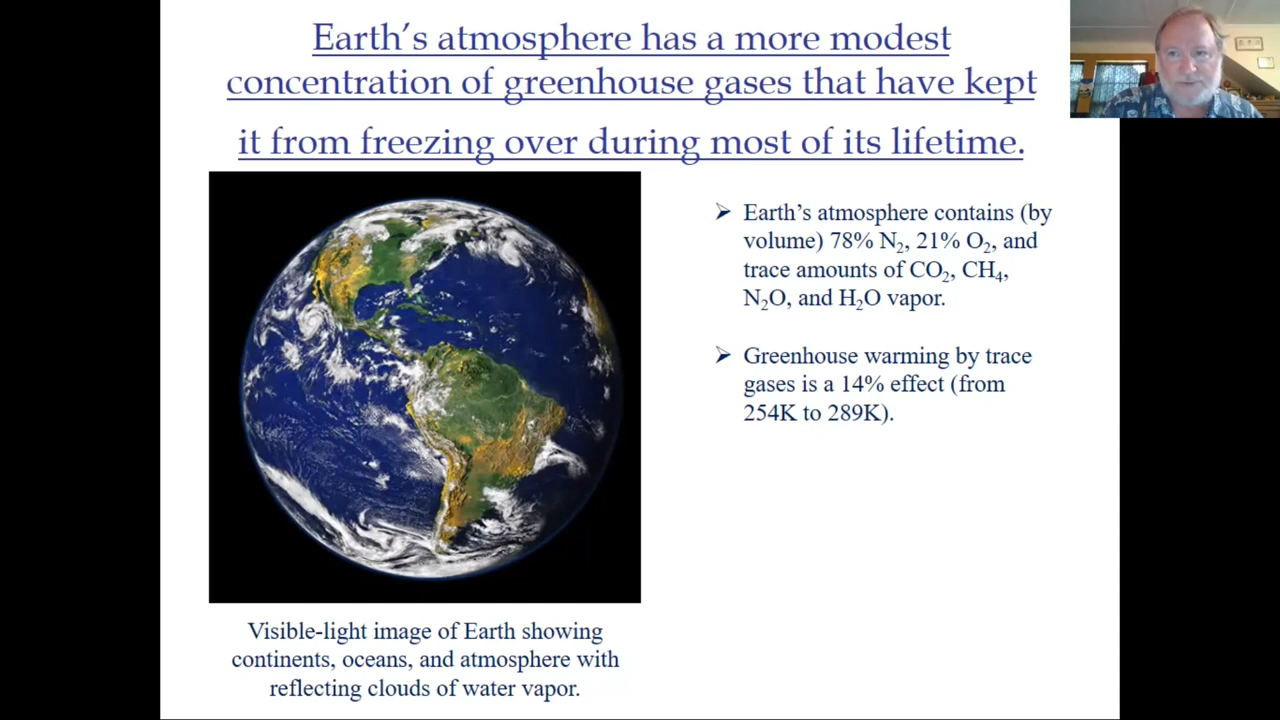 Earth’s atmosphere has a more modest
concentration of greenhouse gases that have kept
it from freezing over during most of its lifetime.
➢ Earth’s atmosphere contains (by
volume) 78% N₂, 21% O₂, and
trace amounts of CO₂, CH₄,
N₂O, and H₂O vapor.
➢ Greenhouse warming by trace
gases is a 14% effect (from
254K to 289K).
Visible-light image of Earth showing
continents, oceans, and atmosphere with
reflecting clouds of water vapor.